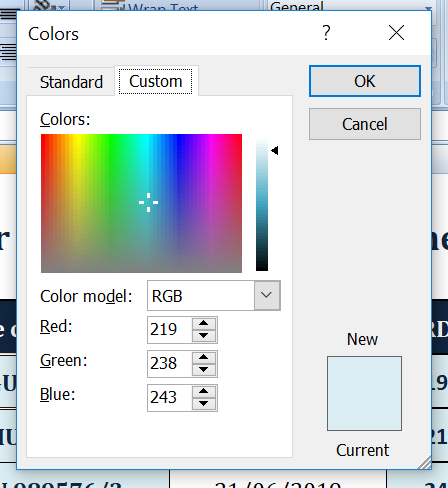 Wrap Text
General
Colors
?
Standard
Custom
OK
Cancel
Colors:
Color model:
RGB
Red:
219
Green:
238
Blue:
243
New
Current
21/06/2019